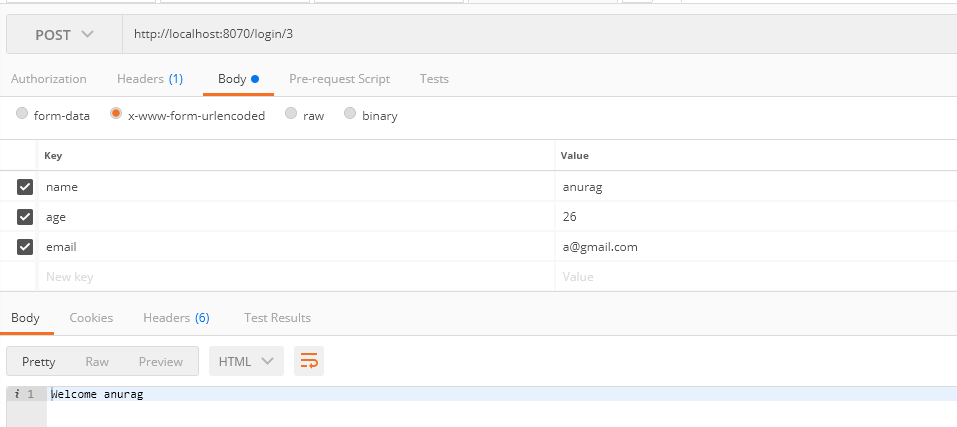 POST http://localhost:8070/login/3
Authorization Headers (1) Body Pre-request Script Tests
form-data x-www-form-urlencoded raw binary
Key Value
name anurag
age 26
email a@gmail.com
New key Value
Body Cookies Headers (6) Test Results
Pretty Raw Preview HTML
i 1 Welcome anurag